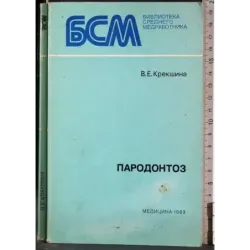 БСМ
БИБЛИОТЕКА
СРЕДНЕГО
МЕДРАБОТНИКА
В.Е.Крекшина
ПАРОДОНТОЗ
МЕДИЦИНА·1983